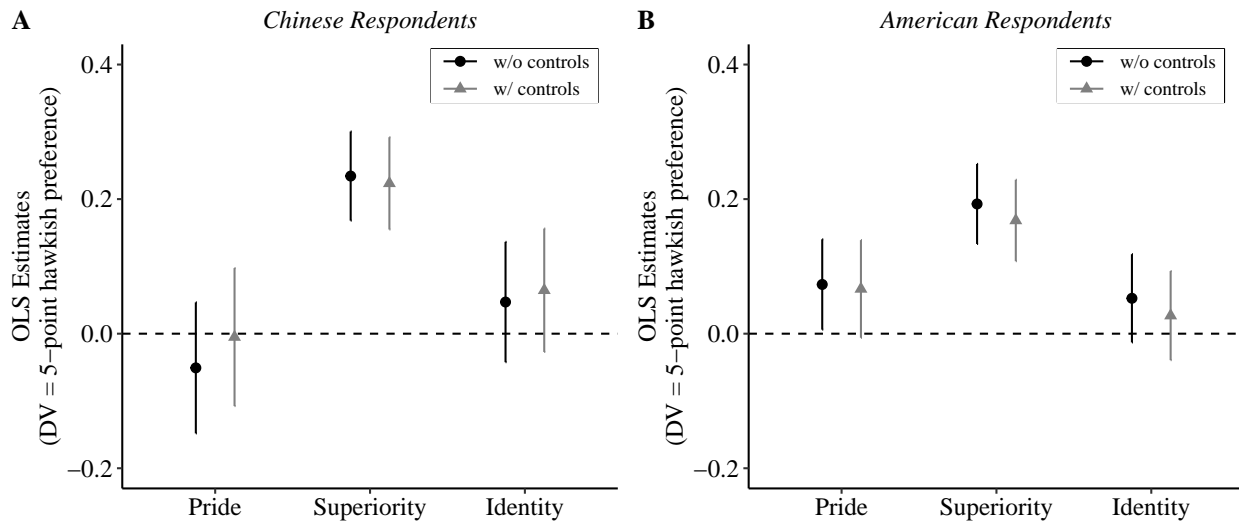 A
Chinese Respondents
w/o controls
w/ controls
OLS Estimates
(DV = 5−point hawkish preference)
0.4
0.2
0.0
−0.2
Pride
Superiority
Identity
B
American Respondents
w/o controls
w/ controls
OLS Estimates
(DV = 5−point hawkish preference)
0.4
0.2
0.0
−0.2
Pride
Superiority
Identity